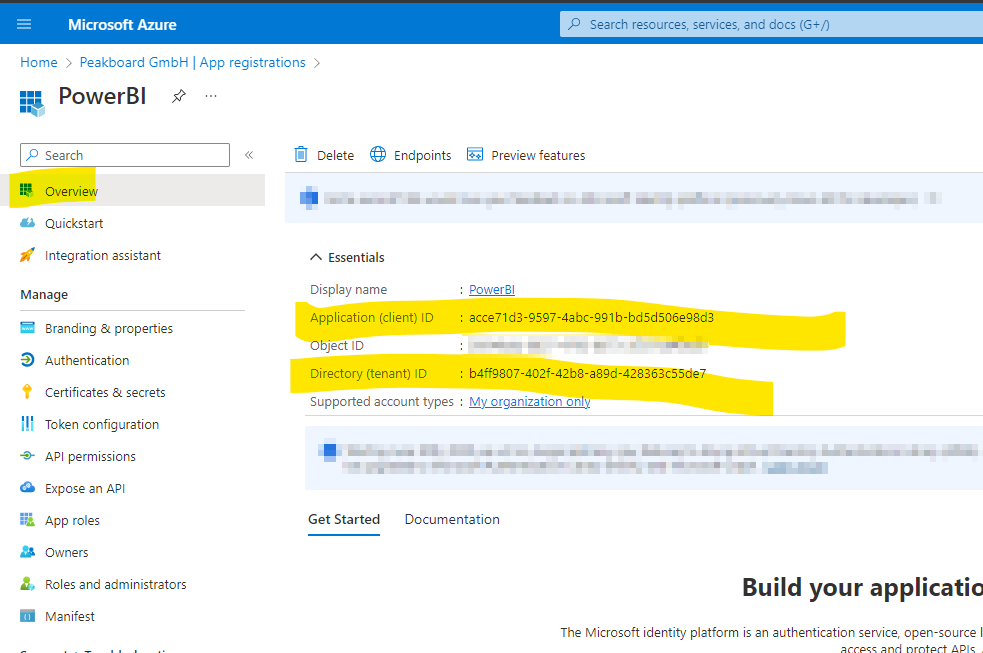 Microsoft Azure
Search resources, services, and docs (G+/)
Home > Peakboard GmbH | App registrations >
PowerBI
Search
«
Delete
Endpoints
Preview features
Overview
Quickstart
Integration assistant
Manage
Branding & properties
Authentication
Certificates & secrets
Token configuration
API permissions
Expose an API
App roles
Owners
Roles and administrators
Manifest
Essentials
Display name : PowerBI
Application (client) ID : acce71d3-9597-4abc-991b-bd5d506e98d3
Object ID :
Directory (tenant) ID : b4ff9807-402f-42b8-a89d-428363c55de7
Supported account types : My organization only
Get Started
Documentation
Build your applicatio
The Microsoft identity platform is an authentication service, open-source l
access and protect APIs,